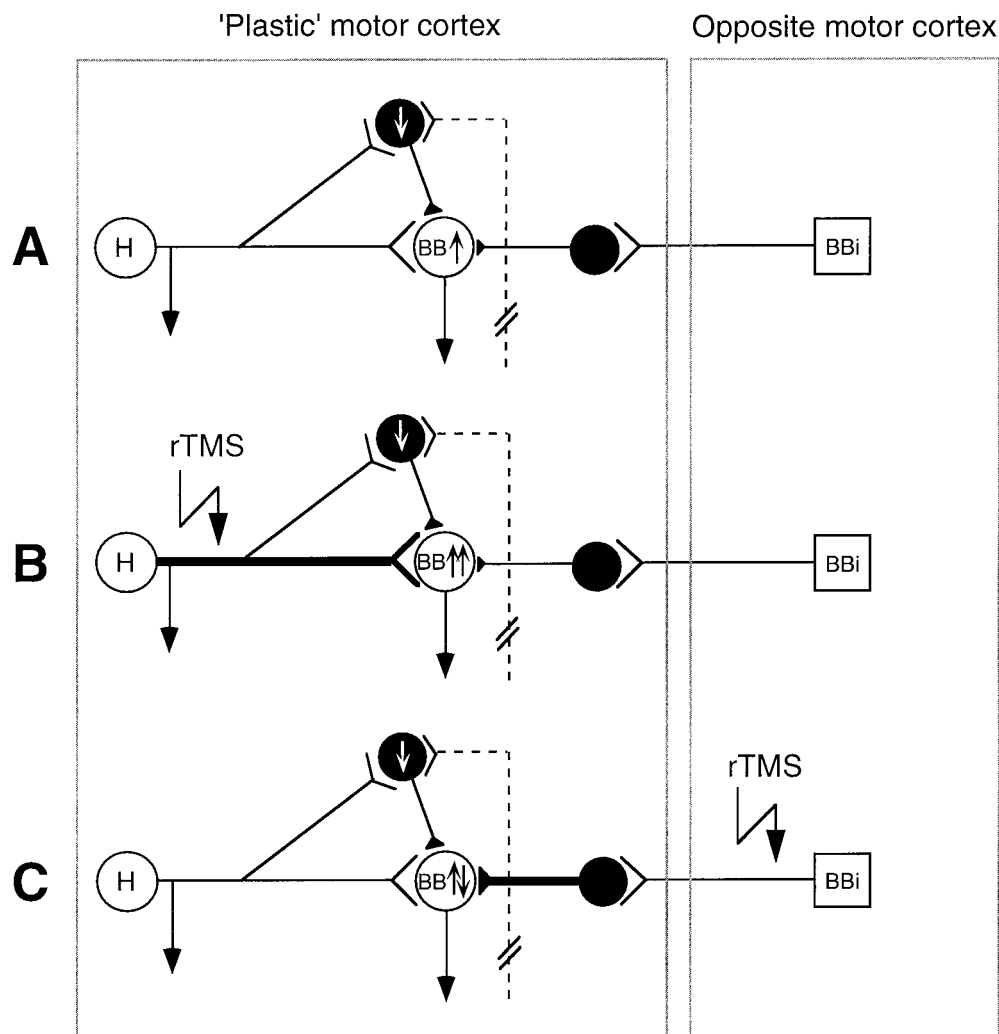 'Plastic' motor cortex Opposite motor cortex
A
H
BB
BBi
rTMS
B
H
BB
BBi
rTMS
C
H
BB
BBi